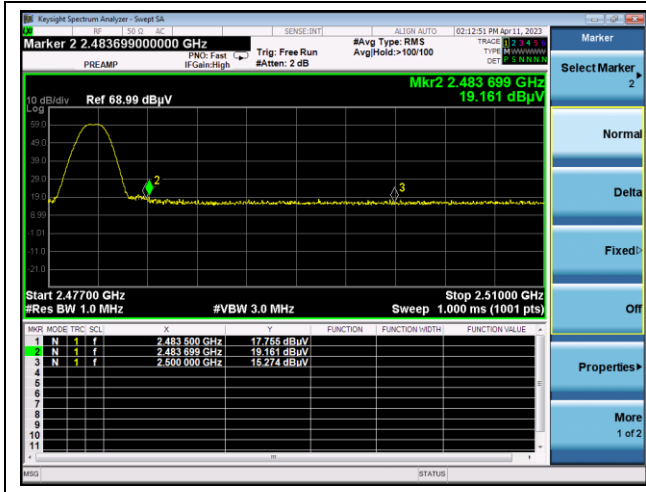 Keysight Spectrum Analyzer - Swept SA
RF 50 Ω AC SENSE:INT ALIGN AUTO 02:12:51 PM Apr 11, 2023
Marker 2 2.483699000000 GHz
PREAMP
PNO: Fast
IFGain:High
Trig: Free Run
#Atten: 2 dB
#Avg Type: RMS
Avg|Hold:>100/100
TRACE 1 2 3 4 5 6
TYPE M W W W W W
DET P S N N N N
Mkr2 2.483 699 GHz
19.161 dBµV
10 dB/div Ref 68.99 dBµV
Log
59.0
49.0
39.0
29.0
19.0
8.99
-1.01
-11.0
-21.0
2
3
Start 2.47700 GHz
Stop 2.51000 GHz
#Res BW 1.0 MHz
#VBW 3.0 MHz
Sweep 1.000 ms (1001 pts)
MKR MODE TRC SCL X Y FUNCTION FUNCTION WIDTH FUNCTION VALUE
1 N 1 f 2.483 500 GHz 17.755 dBµV
2 N 1 f 2.483 699 GHz 19.161 dBµV
3 N 1 f 2.500 000 GHz 15.274 dBµV
4
5
6
7
8
9
10
11
MSG
STATUS
Marker
Select Marker
2
Normal
Delta
Fixed
Off
Properties
More
1 of 2